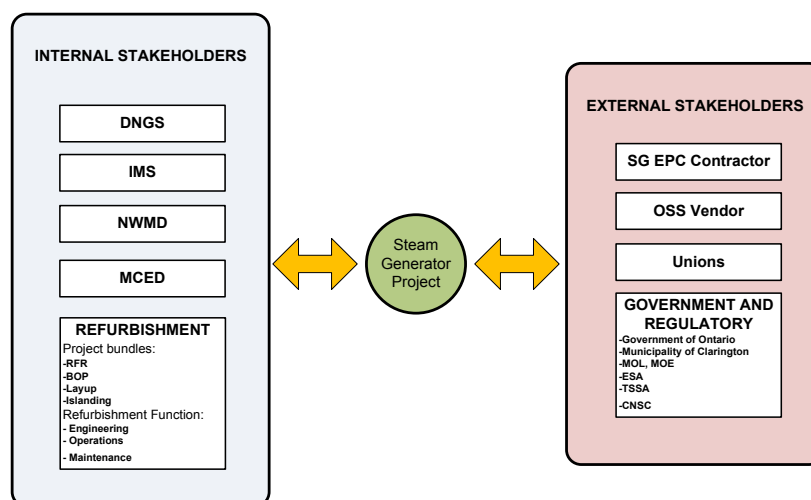 INTERNAL STAKEHOLDERS
DNGS
IMS
NWMD
MCED
REFURBISHMENT
Project bundles:
-RFR
-BOP
-Layup
-Islanding
Refurbishment Function:
- Engineering
- Operations
- Maintenance
Steam
Generator
Project
EXTERNAL STAKEHOLDERS
SG EPC Contractor
OSS Vendor
Unions
GOVERNMENT AND
REGULATORY
-Government of Ontario
-Municipality of Clarington
-MOL, MOE
-ESA
-TSSA
-CNSC